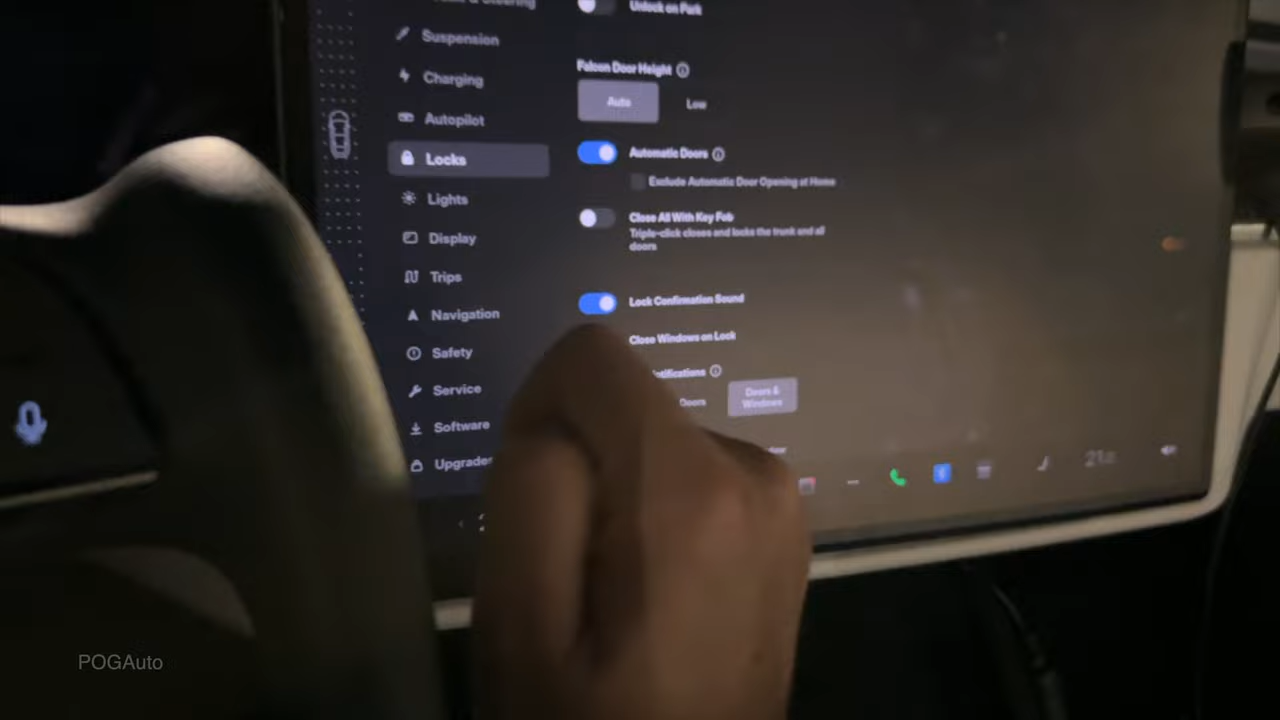 Suspension
Charging
Autopilot
Locks
Lights
Display
Trips
Navigation
Safety
Service
Software
Upgrades
Unlock on Park
Falcon Door Height
Auto
Low
Automatic Doors
Exclude Automatic Door Opening at Home
Close All With Key Fob
Triple-click closes and locks the trunk and all
doors
Lock Confirmation Sound
Close Windows on Lock
Doors
Doors &
Windows
POGAuto